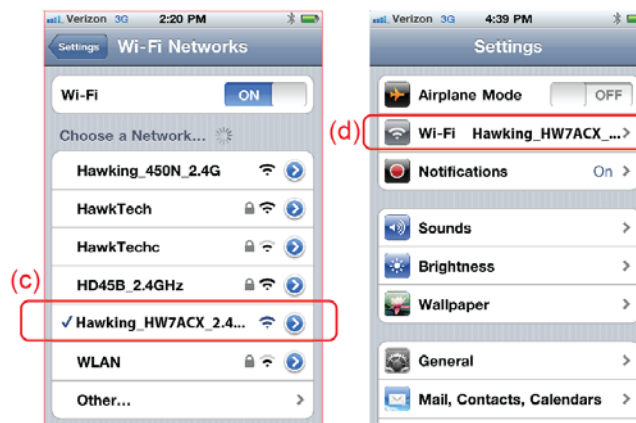 Verizon 3G 2:20 PM
Settings Wi-Fi Networks
Wi-Fi ON
Choose a Network...
Hawking_450N_2.4G
HawkTech
HawkTechc
HD45B_2.4GHz
(c)
Hawking_HW7ACX_2.4...
WLAN
Other...
Verizon 3G 4:39 PM
Settings
Airplane Mode OFF
(d) Wi-Fi Hawking_HW7ACX_...
Notifications On
Sounds
Brightness
Wallpaper
General
Mail, Contacts, Calendars